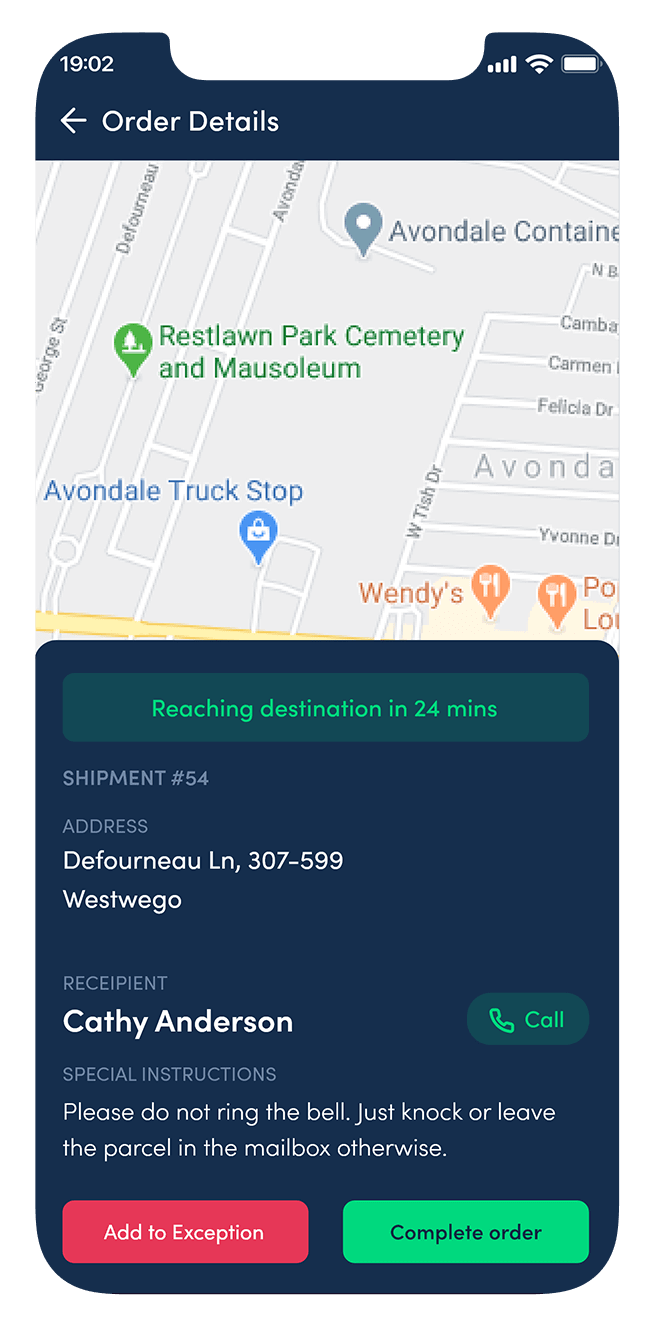 19:02
Order Details
Defourneau
Avonda
Avondale Containe
N B
George St
Restlawn Park Cemetery
and Mausoleum
Camba
Carmen
Felicia Dr
Avonda
Avondale Truck Stop
W Tish Dr
Yvonne Dr
Wendy's
Po
Lou
Reaching destination in 24 mins
SHIPMENT #54
ADDRESS
Defourneau Ln, 307-599
Westwego
RECEIPIENT
Cathy Anderson
Call
SPECIAL INSTRUCTIONS
Please do not ring the bell. Just knock or leave
the parcel in the mailbox otherwise.
Add to Exception
Complete order